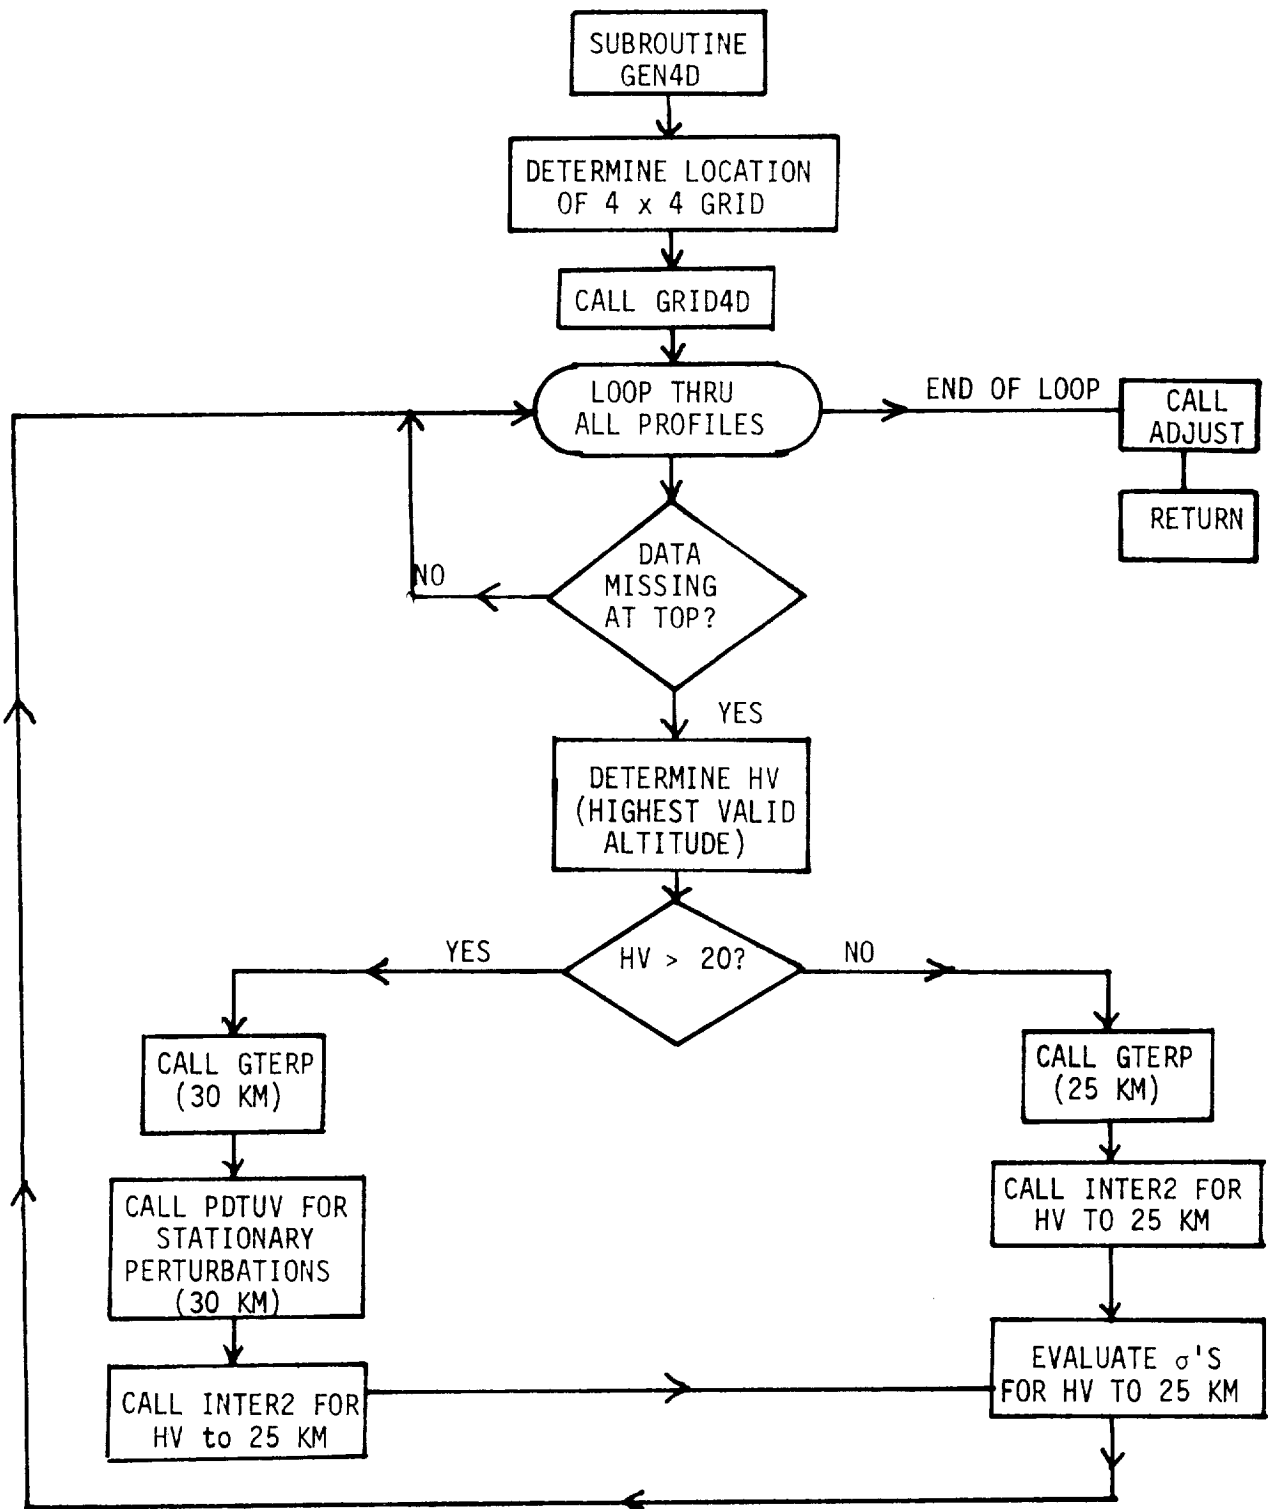 SUBROUTINE
GEN4D
DETERMINE LOCATION
OF 4 x 4 GRID
CALL GRID4D
LOOP THRU
ALL PROFILES
END OF LOOP
CALL
ADJUST
RETURN
DATA
MISSING
AT TOP?
NO
YES
DETERMINE HV
(HIGHEST VALID
ALTITUDE)
HV > 20?
YES
NO
CALL GTERP
(30 KM)
CALL PDTUV FOR
STATIONARY
PERTURBATIONS
(30 KM)
CALL INTER2 FOR
HV to 25 KM
CALL GTERP
(25 KM)
CALL INTER2 FOR
HV TO 25 KM
EVALUATE σ'S
FOR HV TO 25 KM